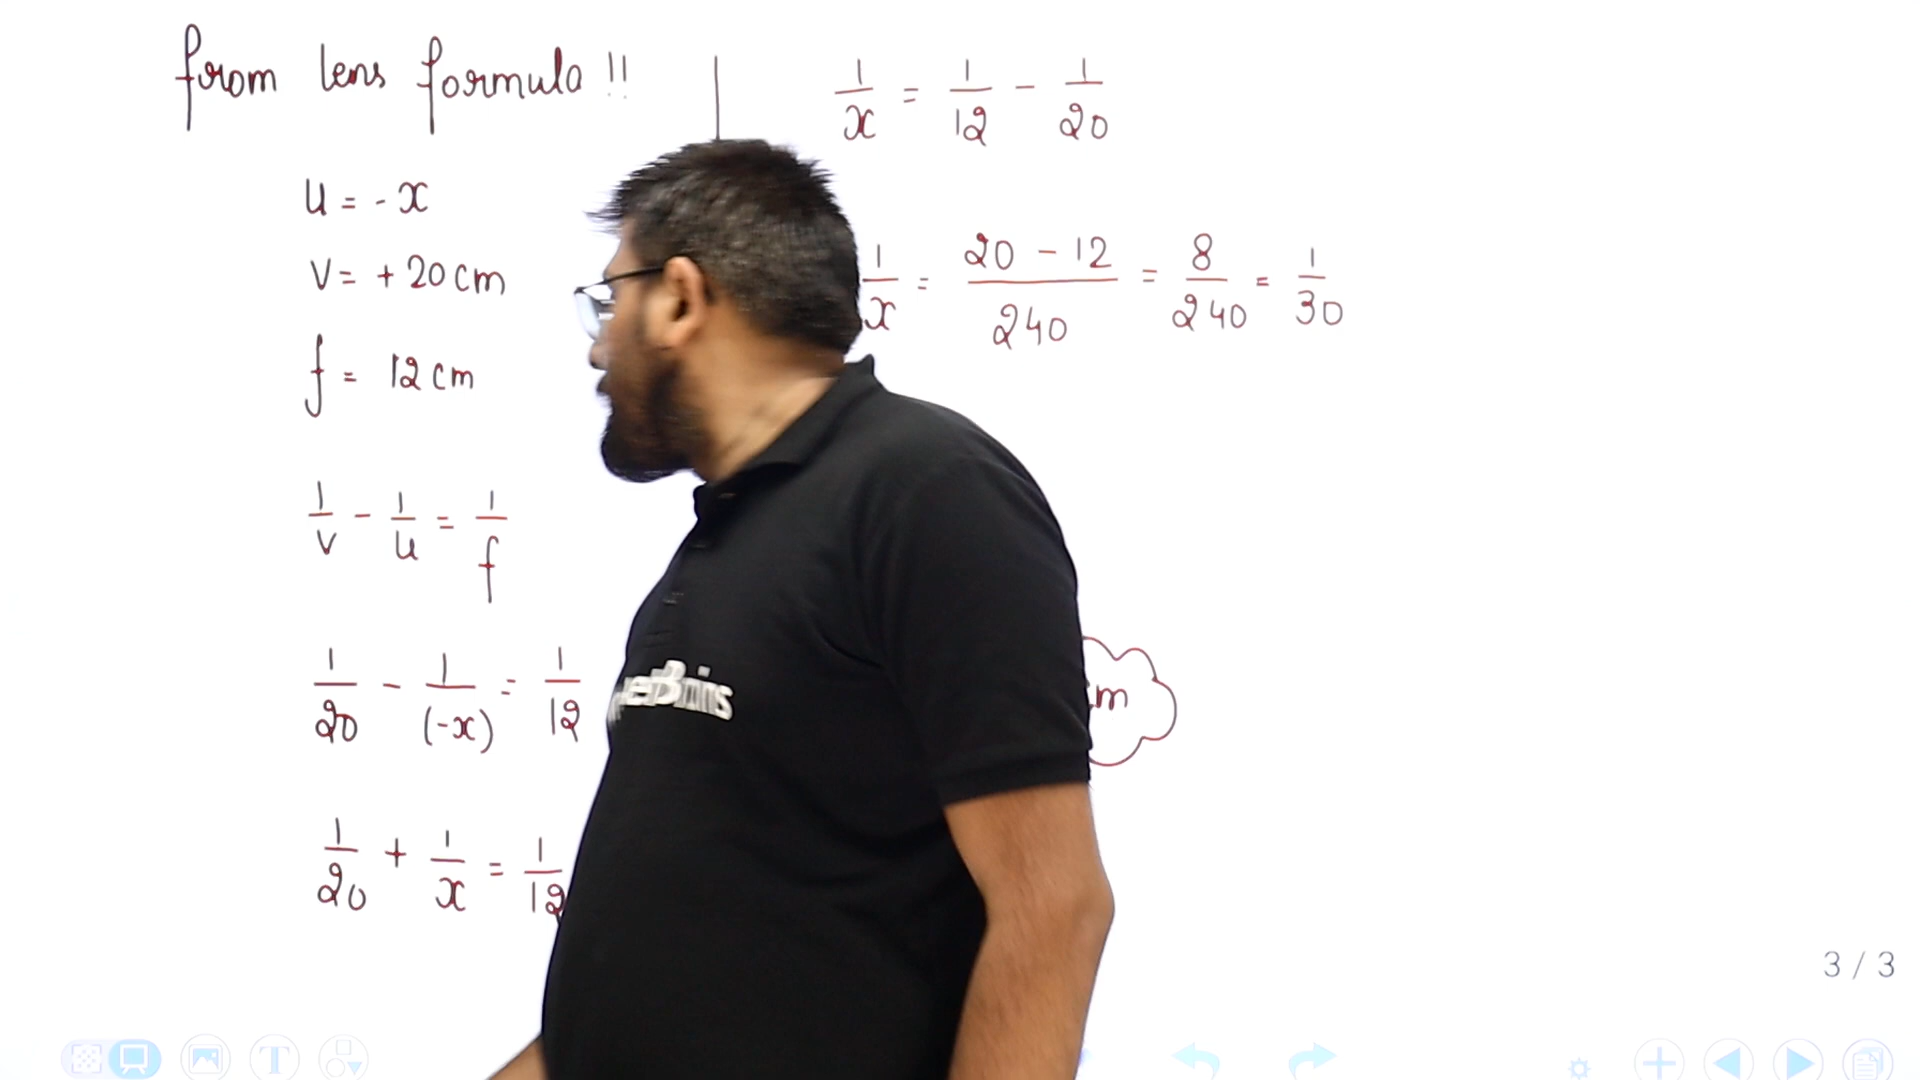 from lens formula !!
u = - x
v = + 20 cm
f = 12 cm
1/v - 1/u = 1/f
1/20 - 1/(-x) = 1/12
1/20 + 1/x = 1/12
1/x = 1/12 - 1/20
1/x = 20 - 12/240 = 8/240 = 1/30
cm
3 / 3
T